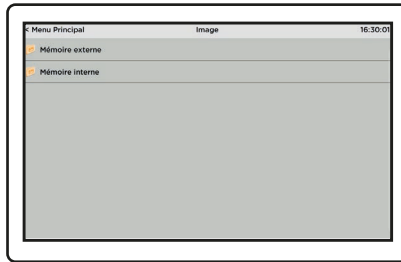 < Menu Principal Image 16:30:01
Mémoire externe
Mémoire interne